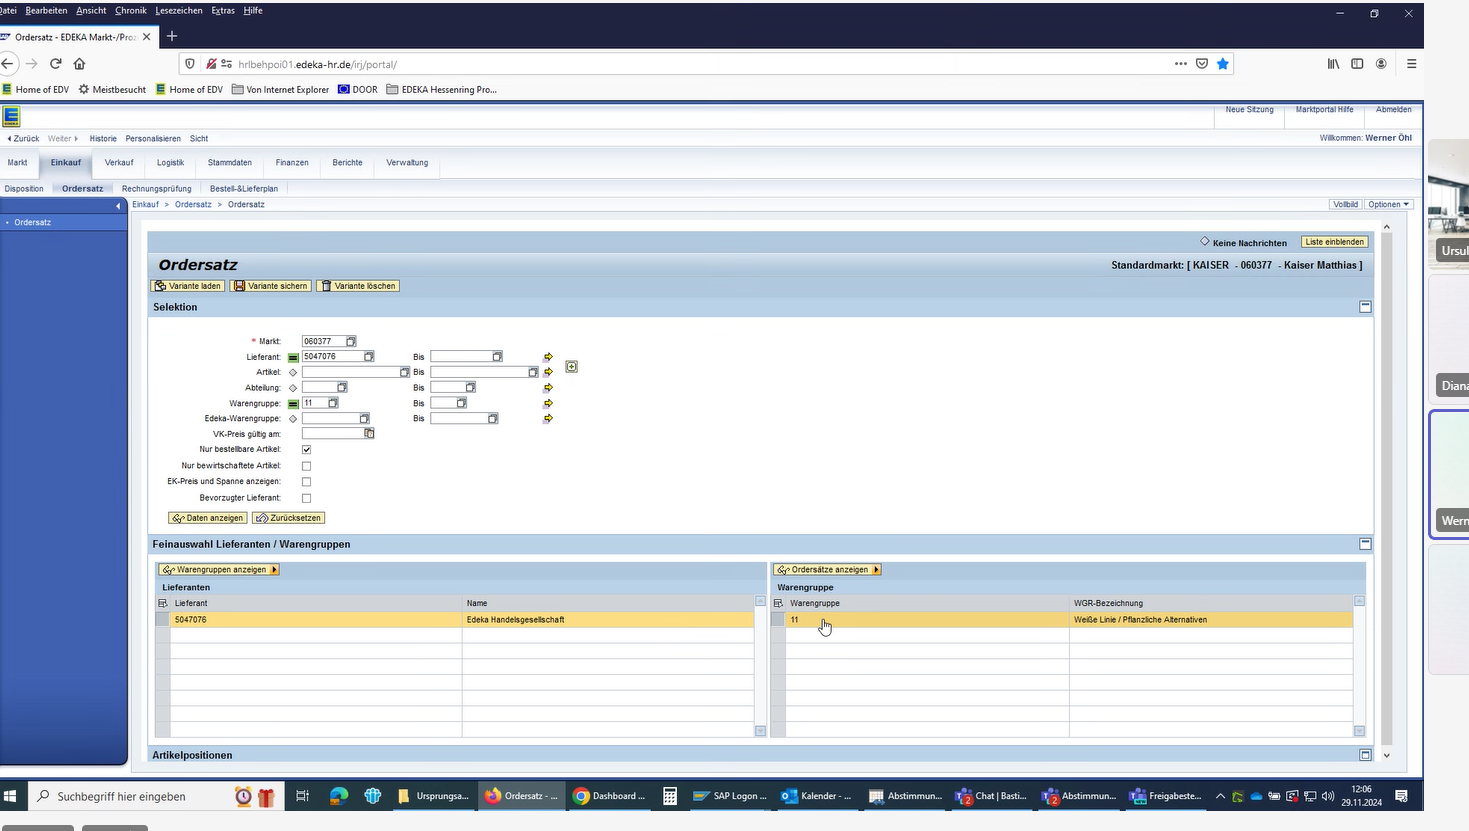 Datei Bearbeiten Ansicht Chronik Lesezeichen Extras Hilfe
Ordersatz - EDEKA Markt-/Proz
hrlbehpoi01.edeka-hr.de/irj/portal/
Home of EDV Meistbesucht Home of EDV Von Internet Explorer DOOR EDEKA Hessenring Pro...
Neue Sitzung Marktportal Hilfe Abmelden
Zurück Weiter Historie Personalisieren Sicht Willkommen: Werner Öhl
Markt Einkauf Verkauf Logistik Stammdaten Finanzen Berichte Verwaltung
Disposition Ordersatz Rechnungsprüfung Bestell-&Lieferplan
Einkauf > Ordersatz > Ordersatz Vollbild Optionen
Ordersatz
Keine Nachrichten Liste einblenden
Ordersatz Standardmarkt: [ KAISER - 060377 - Kaiser Matthias ]
Variante laden Variante sichern Variante löschen
Selektion
* Markt: 060377
Lieferant: 5047076 Bis
Artikel: Bis
Abteilung: Bis
Warengruppe: 11 Bis
Edeka-Warengruppe: Bis
VK-Preis gültig am:
Nur bestellbare Artikel:
Nur bewirtschaftete Artikel:
EK-Preis und Spanne anzeigen:
Bevorzugter Lieferant:
Daten anzeigen Zurücksetzen
Feinauswahl Lieferanten / Warengruppen
Warengruppen anzeigen Ordersätze anzeigen
Lieferanten Warengruppe
Lieferant Name Warengruppe WGR-Bezeichnung
5047076 Edeka Handelsgesellschaft 11 Weiße Linie / Pflanzliche Alternativen
Artikelpositionen
Ursul
Diana
Wern
Suchbegriff hier eingeben Ursprungsa... Ordersatz - ... Dashboard ... SAP Logon ... Kalender - ... Abstimmun... Chat | Basti... Abstimmun... Freigabeste... 12:06
29.11.2024